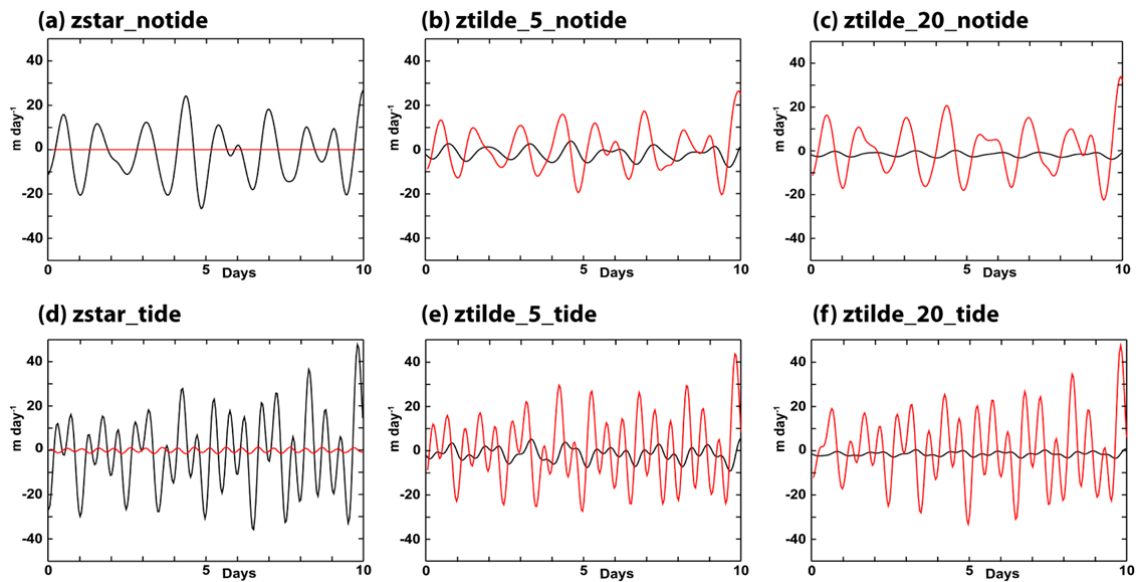 (a) zstar_notide
(b) ztilde_5_notide
(c) ztilde_20_notide
40
20
0
-20
-40
m day-1
0
5
10
Days
40
20
0
-20
-40
m day-1
0
5
10
Days
40
20
0
-20
-40
m day-1
0
5
10
Days
(d) zstar_tide
(e) ztilde_5_tide
(f) ztilde_20_tide
40
20
0
-20
-40
m day-1
0
5
10
Days
40
20
0
-20
-40
m day-1
0
5
10
Days
40
20
0
-20
-40
m day-1
0
5
10
Days